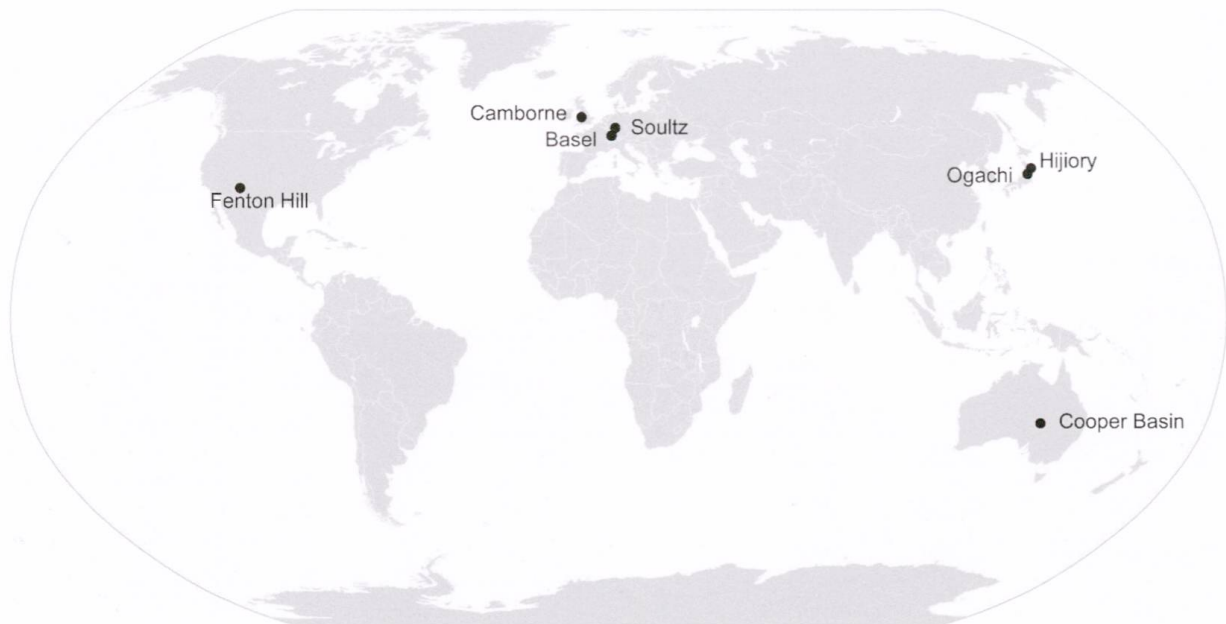 Camborne
Basel
Soultz
Fenton Hill
Ogachi
Hijiory
Cooper Basin